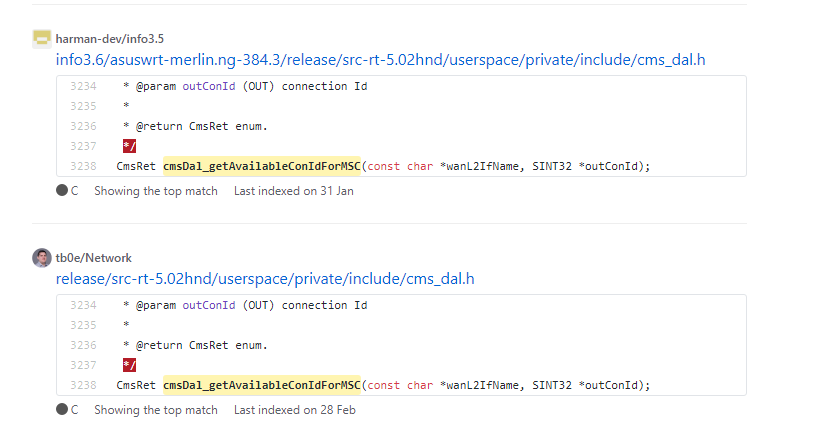 harman-dev/info3.5
info3.6/asuswrt-merlin.ng-384.3/release/src-rt-5.02hnd/userspace/private/include/cms_dal.h
3234 * @param outConId (OUT) connection Id
3235 *
3236 * @return CmsRet enum.
3237 */
3238 CmsRet cmsDal_getAvailableConIdForMSC(const char *wanL2IfName, SINT32 *outConId);
C Showing the top match Last indexed on 31 Jan
tb0e/Network
release/src-rt-5.02hnd/userspace/private/include/cms_dal.h
3234 * @param outConId (OUT) connection Id
3235 *
3236 * @return CmsRet enum.
3237 */
3238 CmsRet cmsDal_getAvailableConIdForMSC(const char *wanL2IfName, SINT32 *outConId);
C Showing the top match Last indexed on 28 Feb